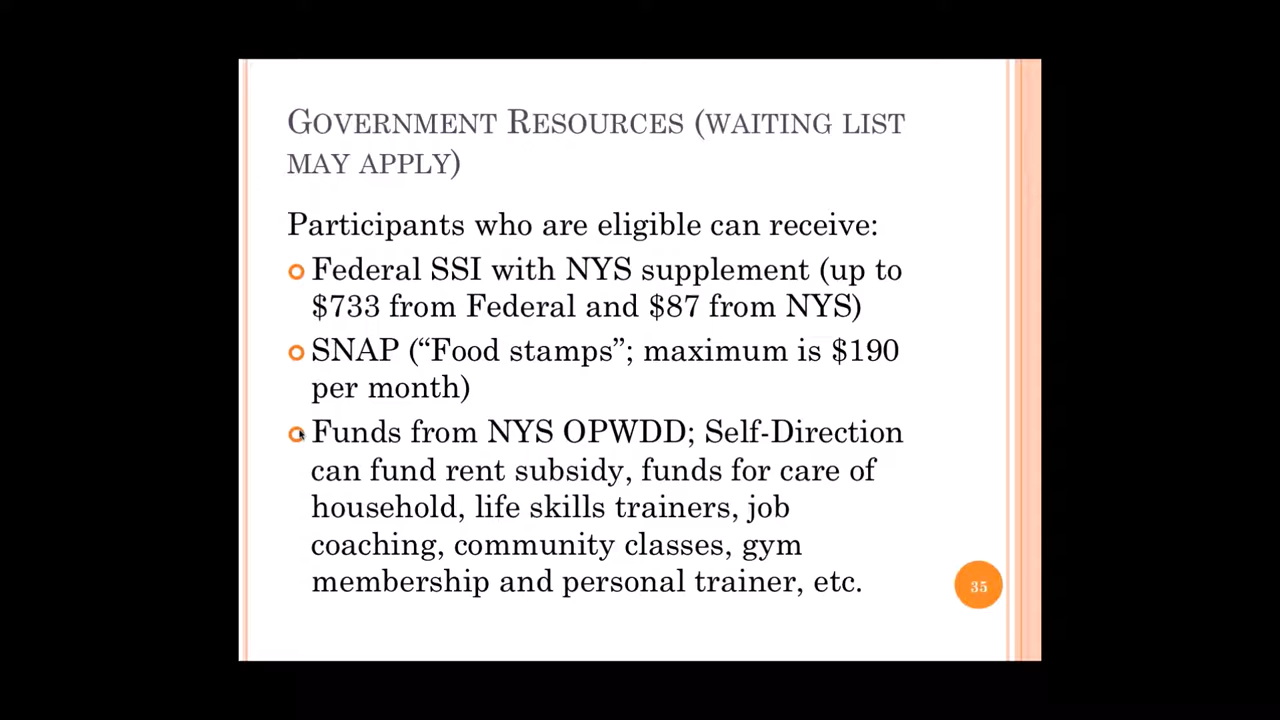 GOVERNMENT RESOURCES (WAITING LIST
MAY APPLY)
Participants who are eligible can receive:
Federal SSI with NYS supplement (up to
$733 from Federal and $87 from NYS)
SNAP (“Food stamps”; maximum is $190
per month)
Funds from NYS OPWDD; Self-Direction
can fund rent subsidy, funds for care of
household, life skills trainers, job
coaching, community classes, gym
membership and personal trainer, etc.
35